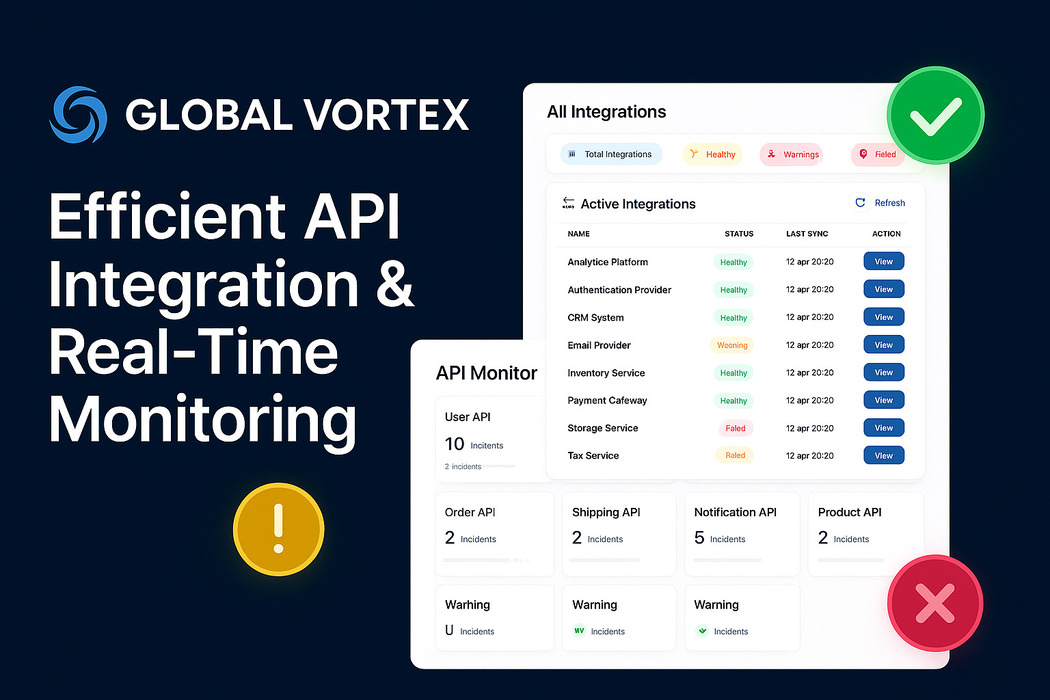 GLOBAL VORTEX
Efficient API
Integration &
Real-Time
Monitoring
All Integrations
Total Integrations
Healthy
Warnings
Fieled
Active Integrations
Refresh
NAME STATUS LAST SYNC ACTION
Analytice Platform Healthy 12 apr 20:20 View
Authentication Provider Healthy 12 apr 20:20 View
CRM System Healthy 12 apr 20:20 View
Email Provider Wooning 12 apr 20:20 View
Inventory Service Healthy 12 apr 20:20 View
Payment Cafeway Healthy 12 apr 20:20 View
Storage Service Faled 12 apr 20:20 View
Tax Service Raled 12 apr 20:20 View
API Monitor
User API
10 Incitents
2 incidents
Order API
2 Incidents
Shipping API
2 Incidents
Notification API
5 Incidents
Product API
2 Incidents
Warhing
U Incidents
Warning
WV Incidents
Warning
Incidents